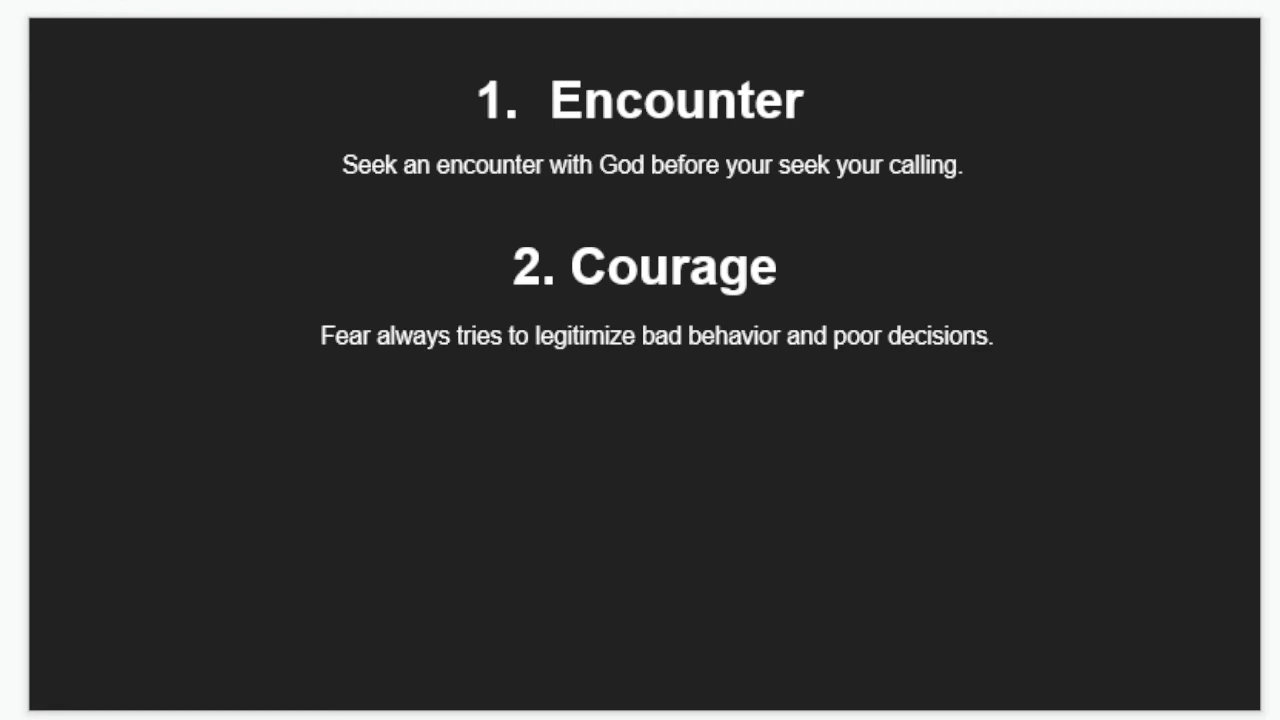 1. Encounter
Seek an encounter with God before your seek your calling.
2. Courage
Fear always tries to legitimize bad behavior and poor decisions.